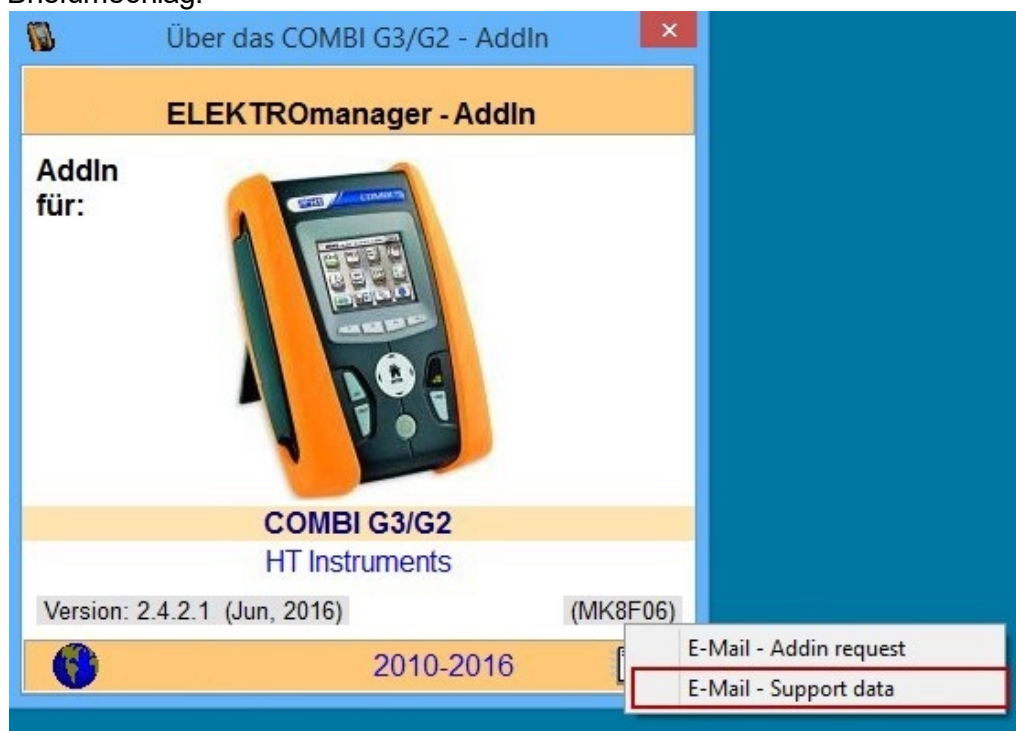 Briefumschlag.
Über das COMBI G3/G2 - AddIn
ELEKTROmanager - AddIn
AddIn
für:
COMBI G3/G2
HT Instruments
Version: 2.4.2.1 (Jun, 2016)
(MK8F06)
2010-2016
E-Mail - Addin request
E-Mail - Support data